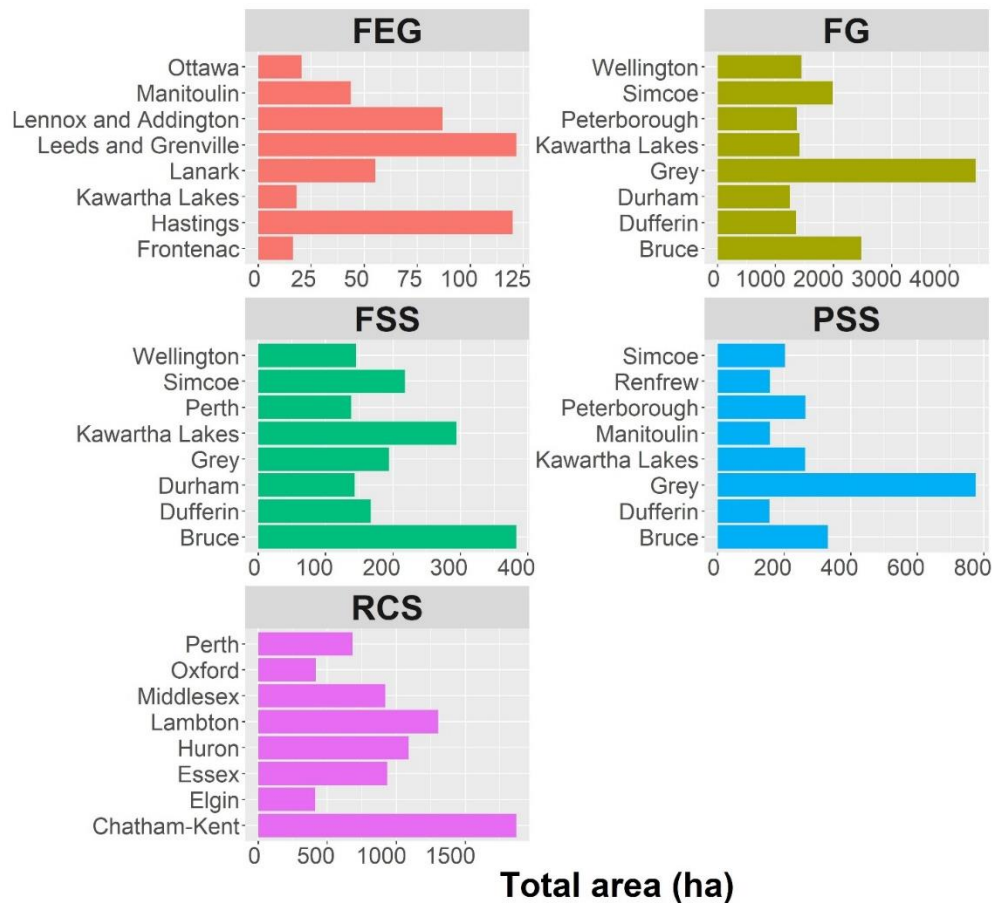 FEG
Ottawa
Manitoulin
Lennox and Addington
Leeds and Grenville
Lanark
Kawartha Lakes
Hastings
Frontenac
0 25 50 75 100 125
FG
Wellington
Simcoe
Peterborough
Kawartha Lakes
Grey
Durham
Dufferin
Bruce
0 1000 2000 3000 4000
FSS
Wellington
Simcoe
Perth
Kawartha Lakes
Grey
Durham
Dufferin
Bruce
0 100 200 300 400
PSS
Simcoe
Renfrew
Peterborough
Manitoulin
Kawartha Lakes
Grey
Dufferin
Bruce
0 200 400 600 800
RCS
Perth
Oxford
Middlesex
Lambton
Huron
Essex
Elgin
Chatham-Kent
0 500 1000 1500
Total area (ha)